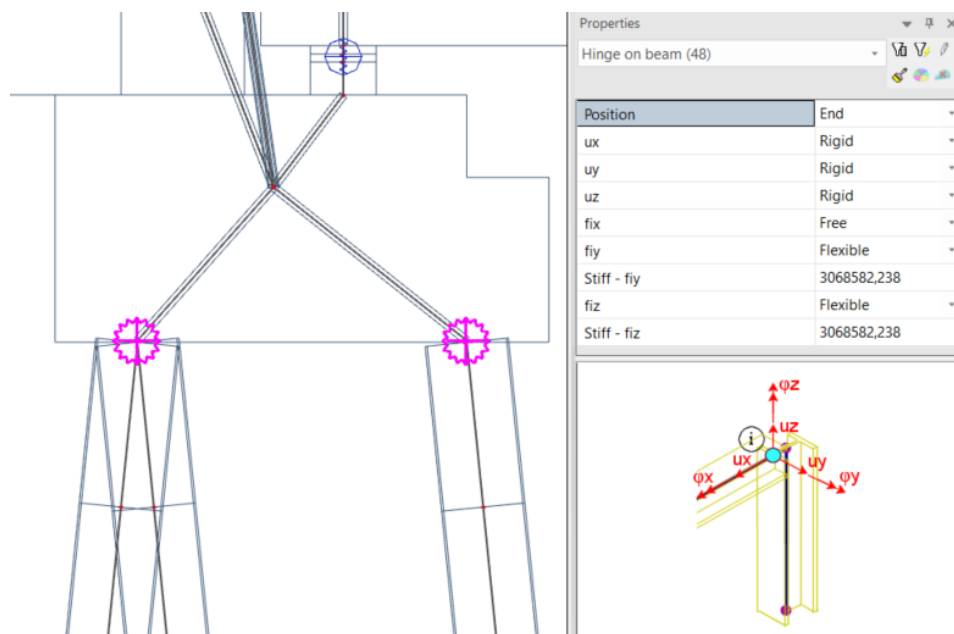 Properties
Hinge on beam (48)
Position End
ux Rigid
uy Rigid
uz Rigid
fix Free
fiy Flexible
Stiff - fiy 3068582,238
fiz Flexible
Stiff - fiz 3068582,238
φz
i
uz
ux
uy
φx
φy